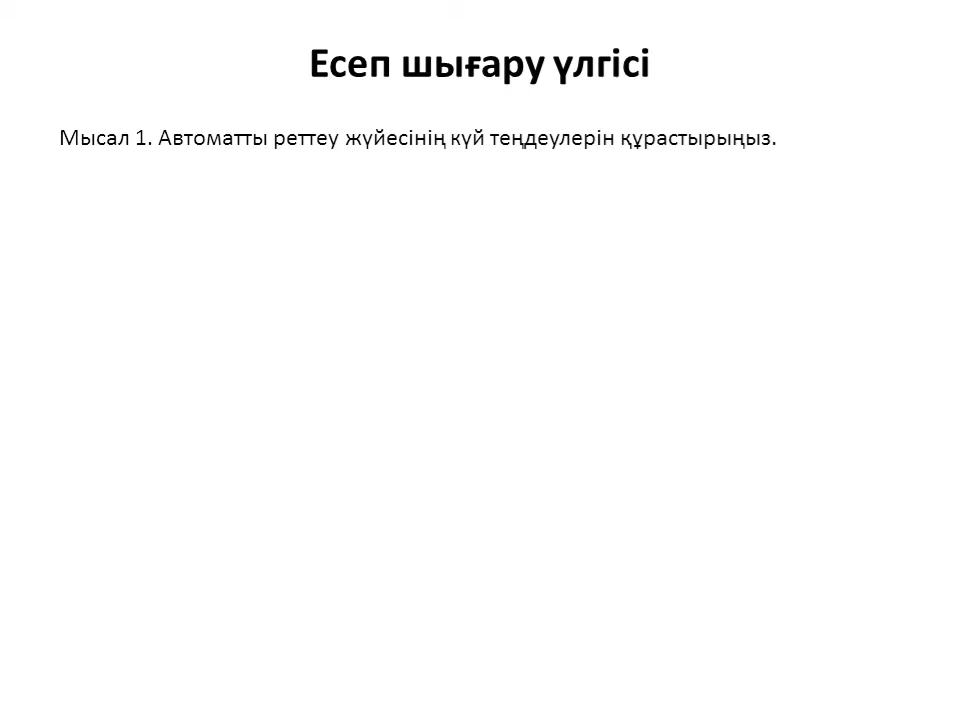 Есеп шығару үлгісі
Мысал 1. Автоматты реттеу жүйесінің күй теңдеулерін құрастырыңыз.